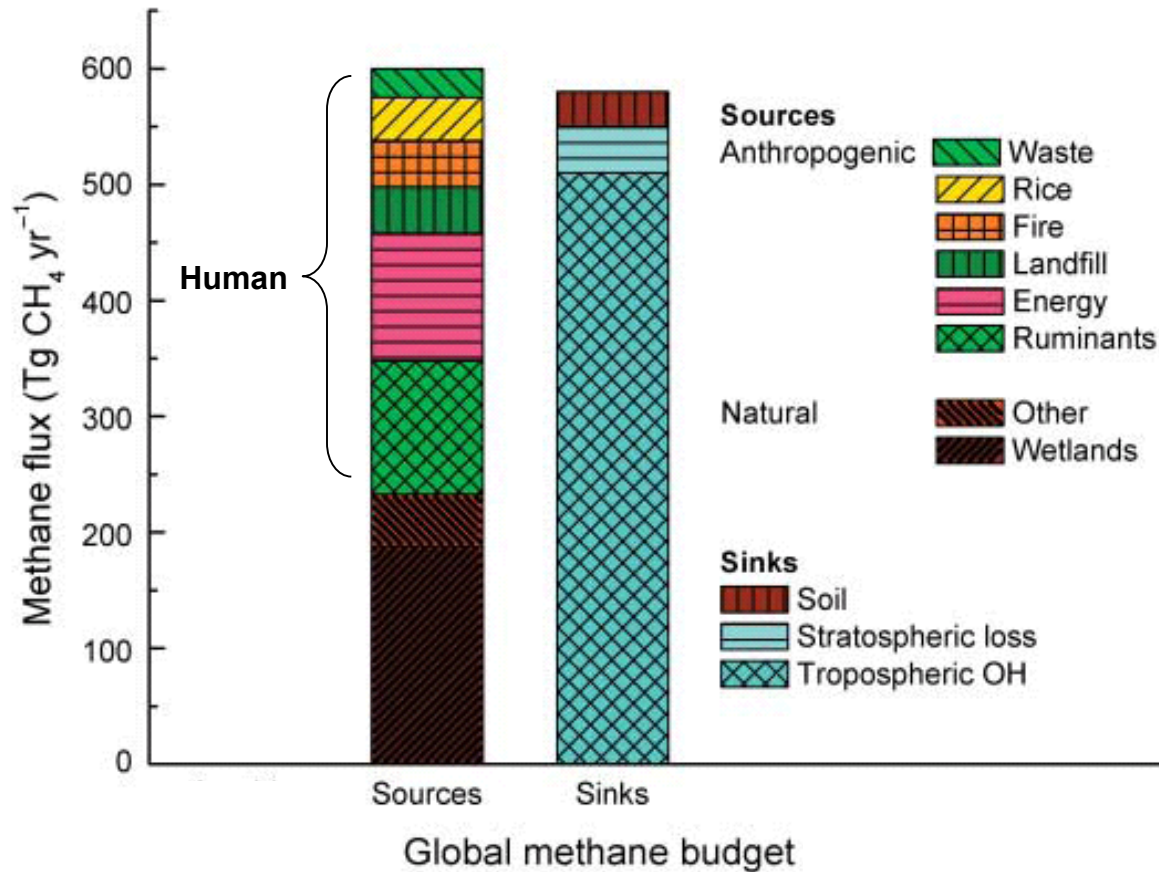 Methane flux (Tg CH₄ yr⁻¹)
600
500
400
300
200
100
0
Human
Sources
Sinks
Global methane budget
Sources
Anthropogenic
Waste
Rice
Fire
Landfill
Energy
Ruminants
Natural
Other
Wetlands
Sinks
Soil
Stratospheric loss
Tropospheric OH